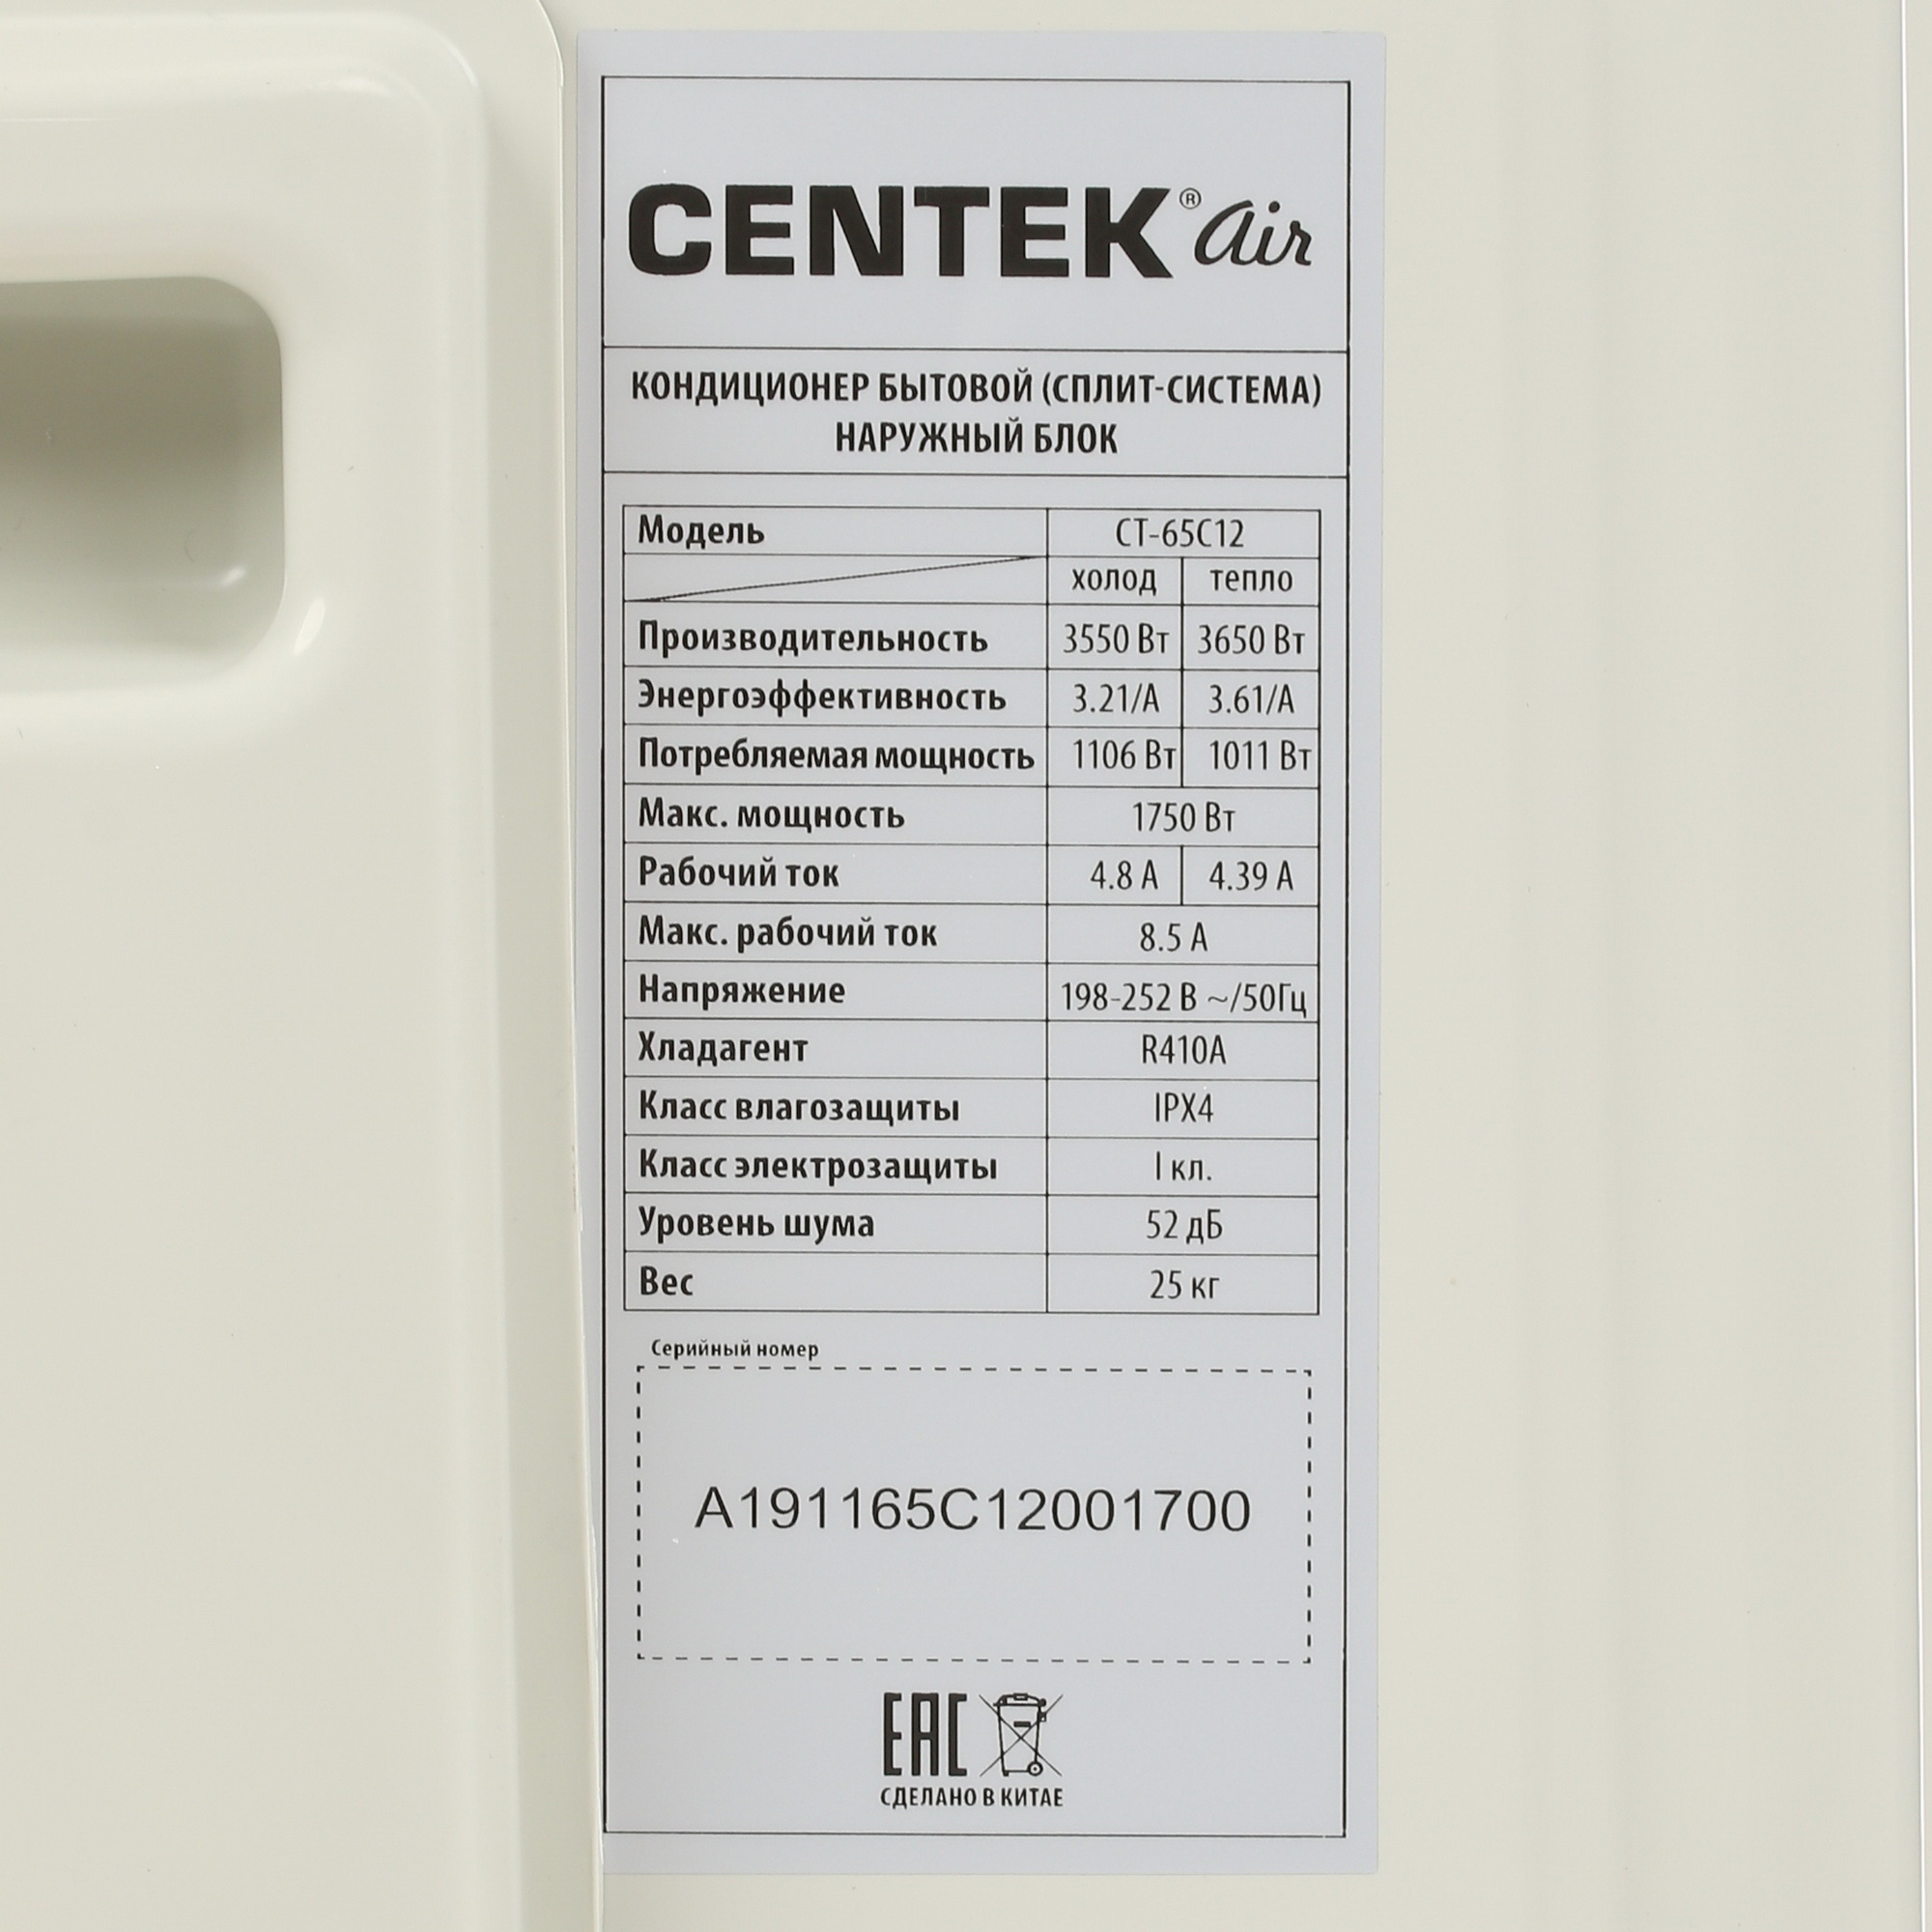 CENTEK® air
КОНДИЦИОНЕР БЫТОВОЙ (СПЛИТ-СИСТЕМА)
НАРУЖНЫЙ БЛОК
Модель СТ-65С12
холод тепло
Производительность 3550 Вт 3650 Вт
Энергоэффективность 3.21/А 3.61/А
Потребляемая мощность 1106 Вт 1011 Вт
Макс. мощность 1750 Вт
Рабочий ток 4.8 А 4.39 А
Макс. рабочий ток 8.5 А
Напряжение 198-252 В ~/50Гц
Хладагент R410A
Класс влагозащиты IPX4
Класс электрозащиты I кл.
Уровень шума 52 дБ
Вес 25 кг
Серийный номер
A191165C12001700
EAC
СДЕЛАНО В КИТАЕ